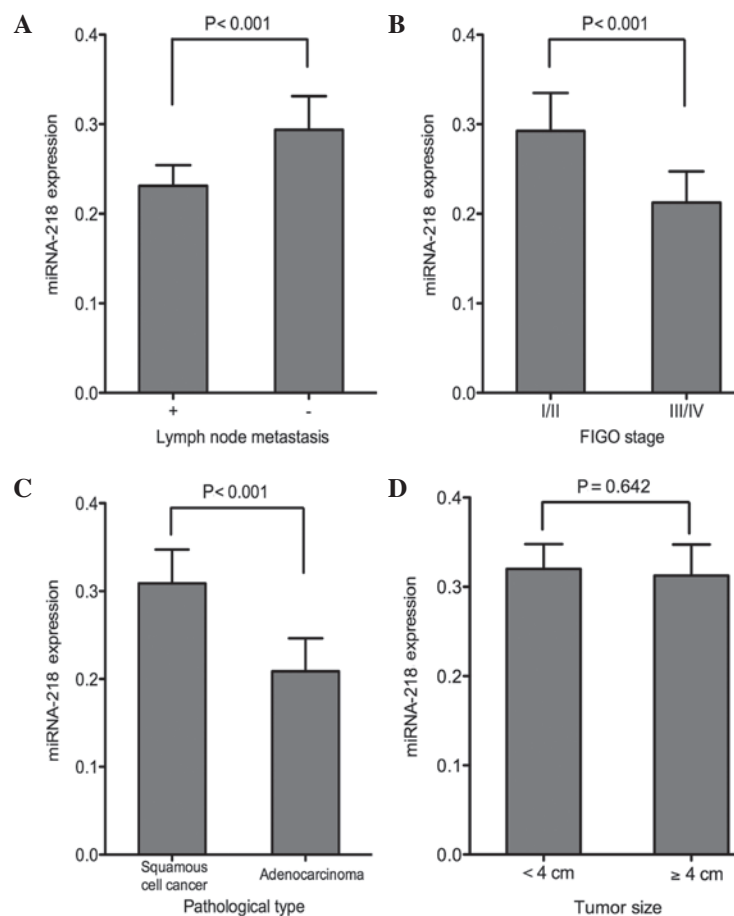 A
P< 0.001
0.4
0.3
0.2
0.1
0.0
miRNA-218 expression
+
-
Lymph node metastasis
B
P< 0.001
0.4
0.3
0.2
0.1
0.0
miRNA-218 expression
I/II
III/IV
FIGO stage
C
P< 0.001
0.4
0.3
0.2
0.1
0.0
miRNA-218 expression
Squamous
cell cancer
Adenocarcinoma
Pathological type
D
P = 0.642
0.4
0.3
0.2
0.1
0.0
miRNA-218 expression
< 4 cm
≥ 4 cm
Tumor size